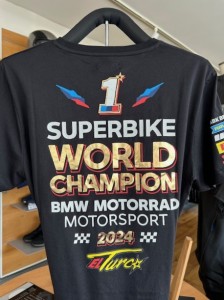 1
SUPERBIKE
WORLD
CHAMPION
BMW MOTORRAD
MOTORSPORT
2024
El Turco